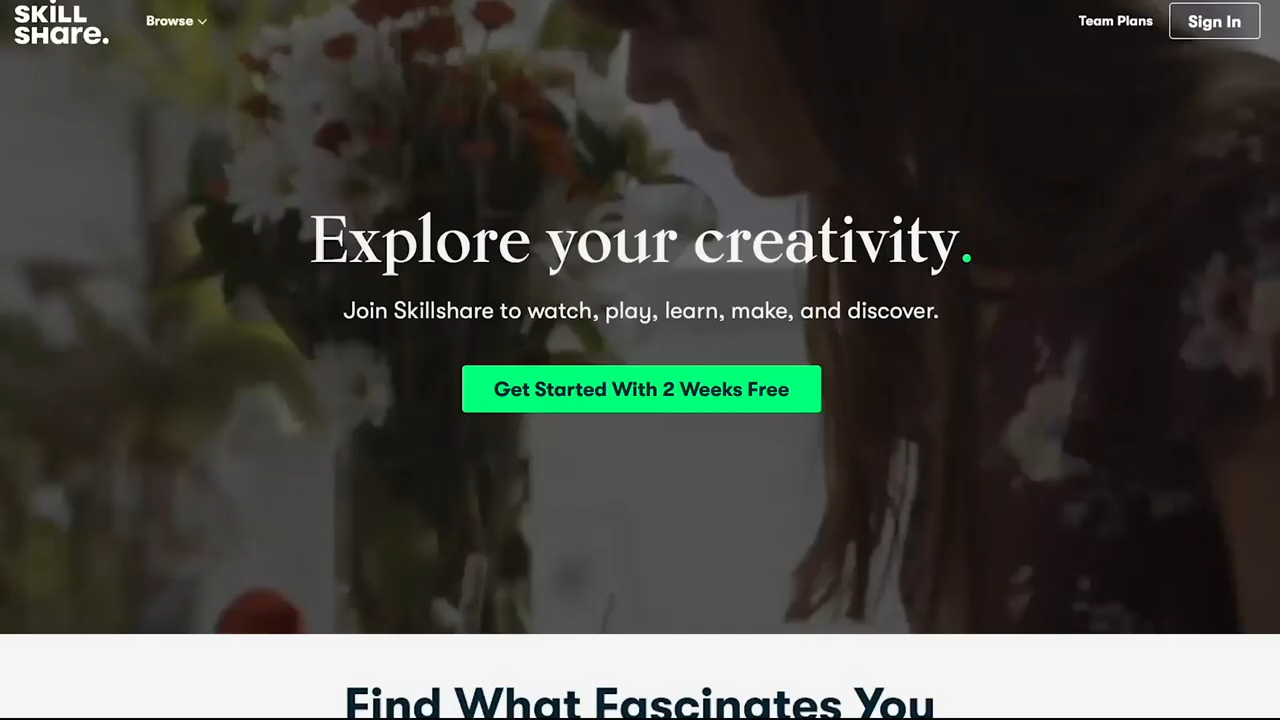 SKiLL
SHare.
Browse
Team Plans
Sign In
Explore your creativity.
Join Skillshare to watch, play, learn, make, and discover.
Get Started With 2 Weeks Free
Find What Fascinates You